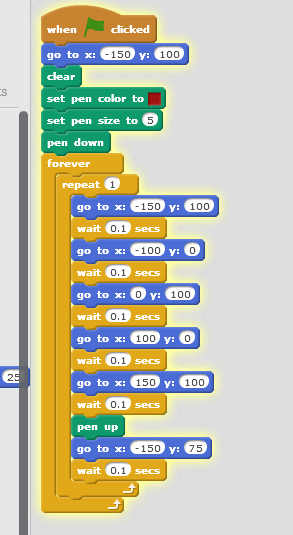 when clicked
go to x: -150 y: 100
clear
set pen color to
set pen size to 5
pen down
forever
repeat 1
go to x: -150 y: 100
wait 0.1 secs
go to x: -100 y: 0
wait 0.1 secs
go to x: 0 y: 100
wait 0.1 secs
go to x: 100 y: 0
wait 0.1 secs
go to x: 150 y: 100
wait 0.1 secs
pen up
go to x: -150 y: 75
wait 0.1 secs
ts
25